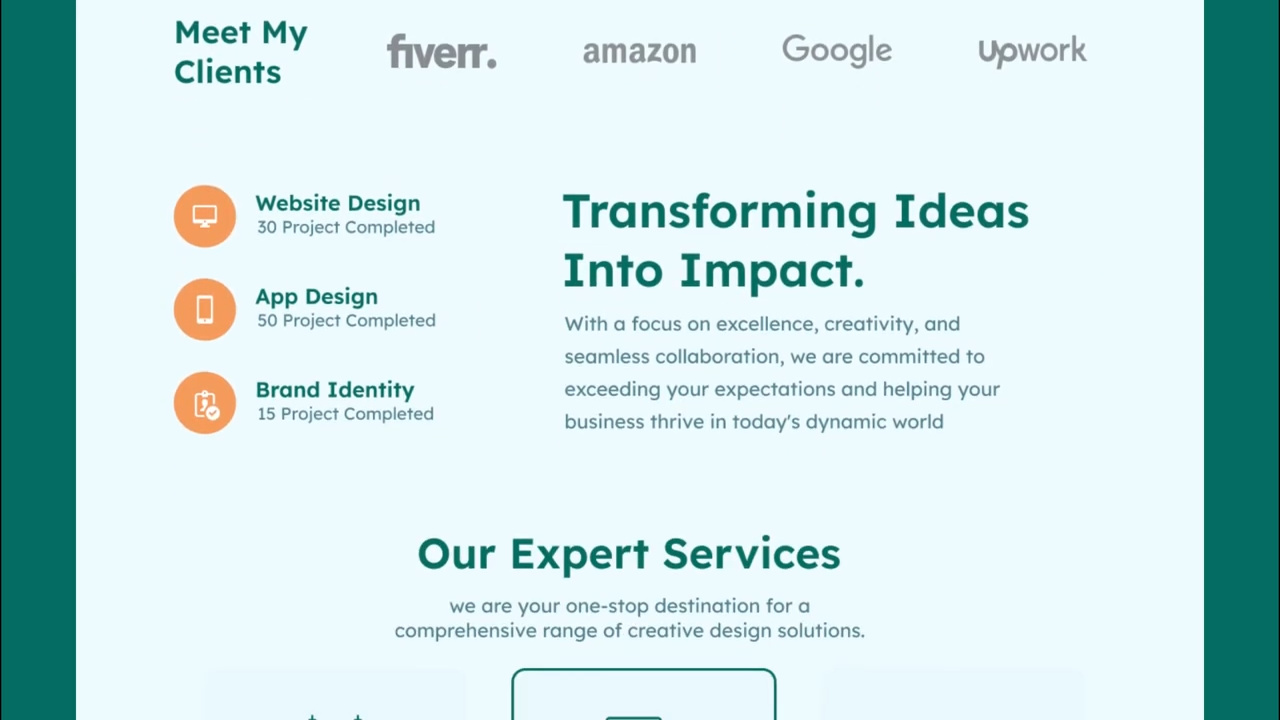 Meet My
Clients
fiverr.
amazon
Google
Upwork
Website Design
30 Project Completed
App Design
50 Project Completed
Brand Identity
15 Project Completed
Transforming Ideas
Into Impact.
With a focus on excellence, creativity, and
seamless collaboration, we are committed to
exceeding your expectations and helping your
business thrive in today's dynamic world
Our Expert Services
we are your one-stop destination for a
comprehensive range of creative design solutions.